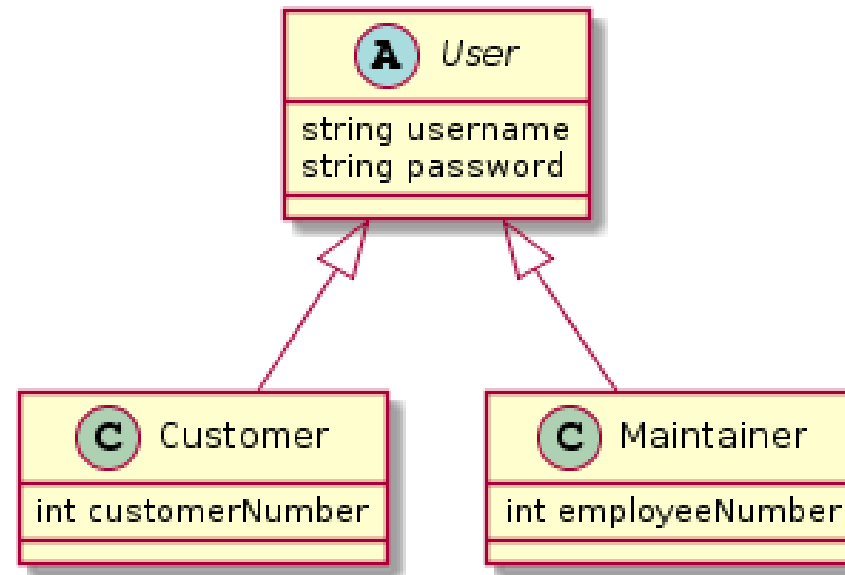 A User
string username
string password
C Customer
int customerNumber
C Maintainer
int employeeNumber